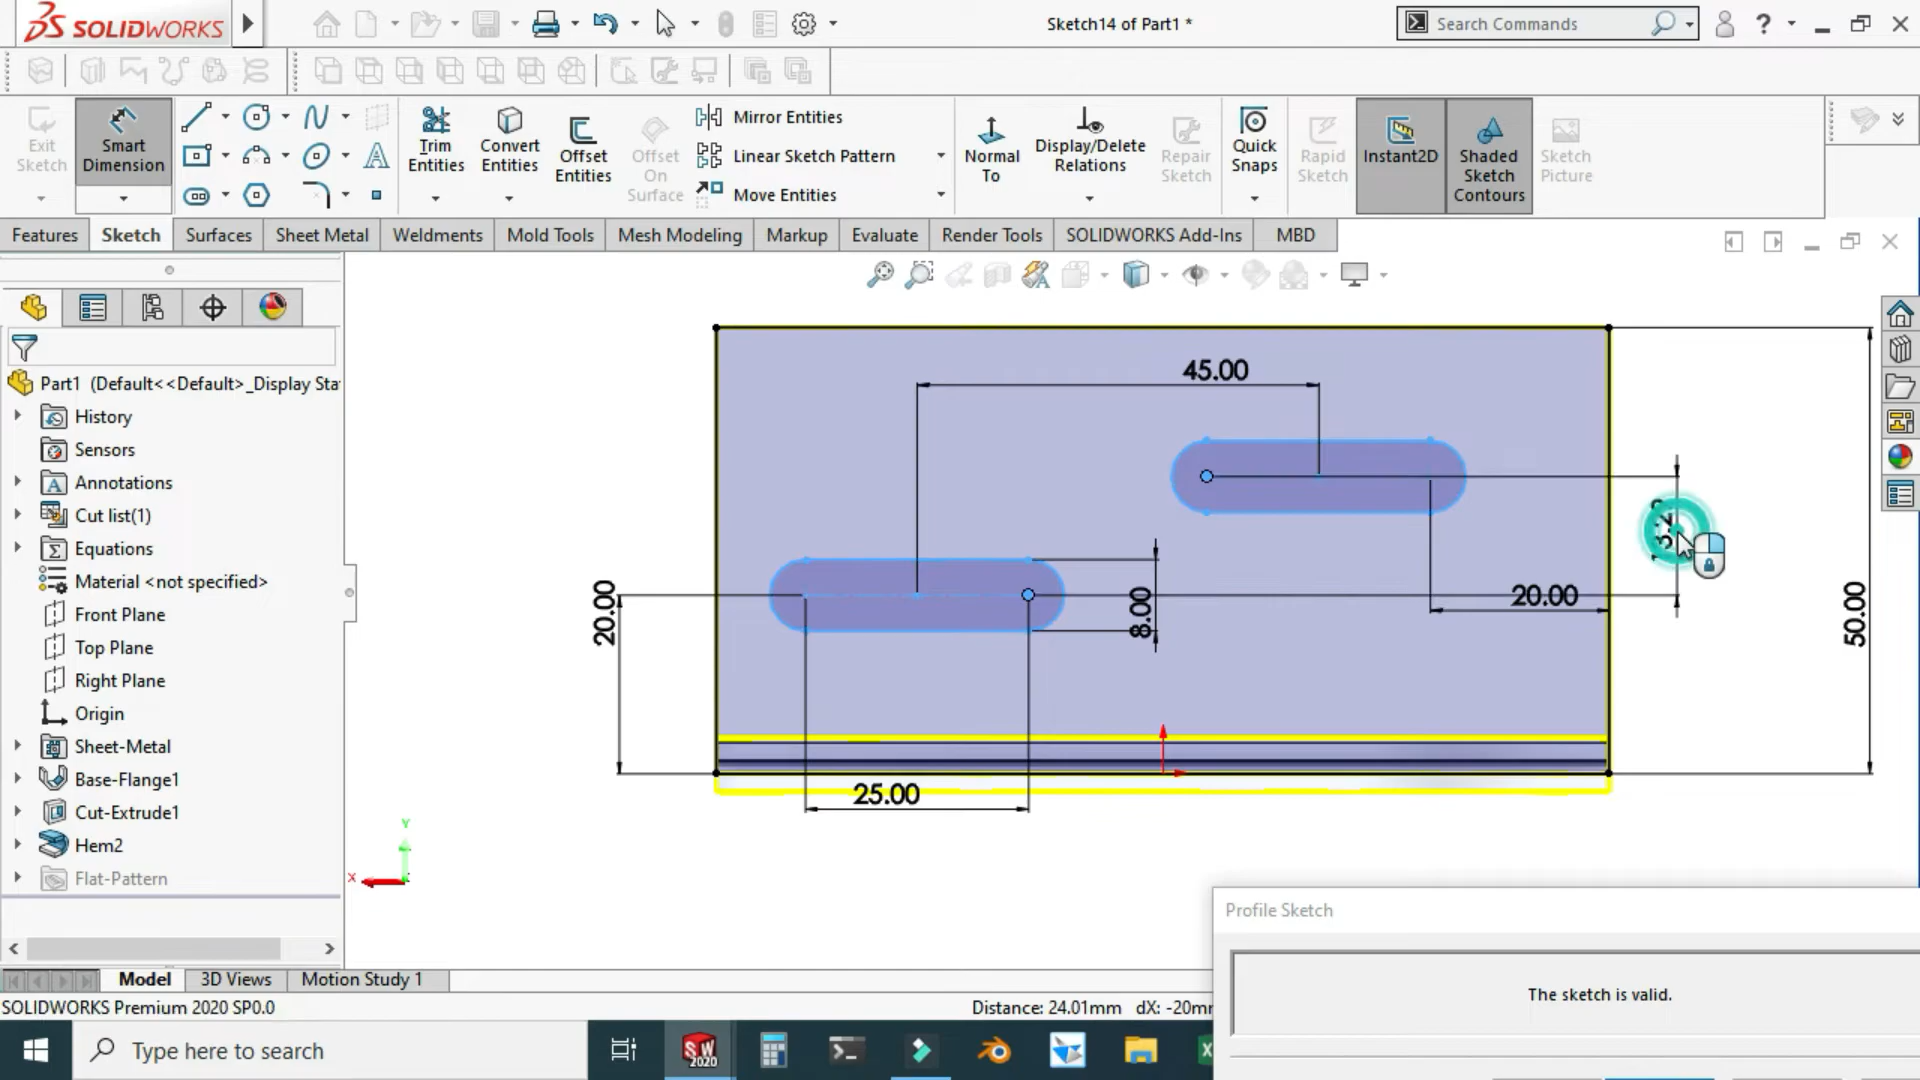 SOLIDWORKS
Sketch14 of Part1 *
Search Commands
?
Exit Sketch
Smart Dimension
Trim Entities
Convert Entities
Offset Entities
Offset On Surface
Mirror Entities
Linear Sketch Pattern
Move Entities
Normal To
Display/Delete Relations
Repair Sketch
Quick Snaps
Rapid Sketch
Instant2D
Shaded Sketch Contours
Sketch Picture
Features
Sketch
Surfaces
Sheet Metal
Weldments
Mold Tools
Mesh Modeling
Markup
Evaluate
Render Tools
SOLIDWORKS Add-Ins
MBD
Part1 (Default<<Default>_Display Sta
History
Sensors
Annotations
Cut list(1)
Equations
Material <not specified>
Front Plane
Top Plane
Right Plane
Origin
Sheet-Metal
Base-Flange1
Cut-Extrude1
Hem2
Flat-Pattern
45.00
20.00
8.00
20.00
50.00
25.00
Y
X
Profile Sketch
The sketch is valid.
Model
3D Views
Motion Study 1
SOLIDWORKS Premium 2020 SP0.0
Distance: 24.01mm dX: -20mm
Type here to search
SW
2020